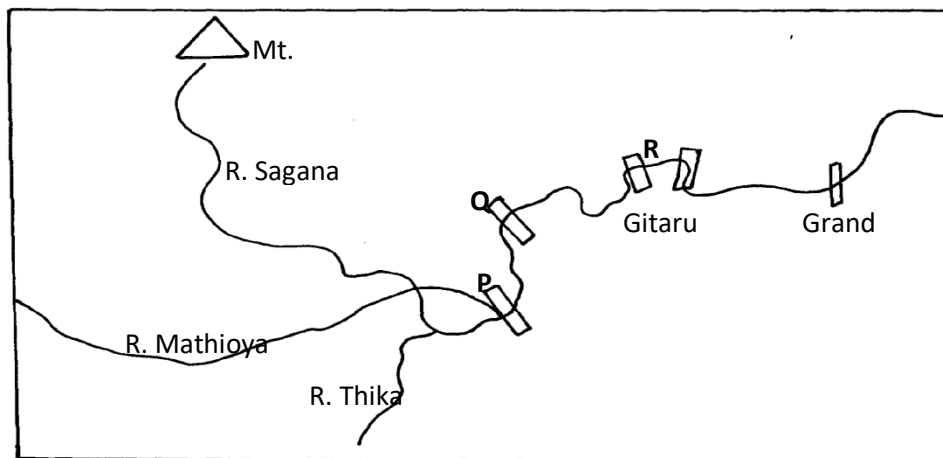 Mt.
R. Sagana
R
Q
Gitaru
Grand
P
R. Mathioya
R. Thika